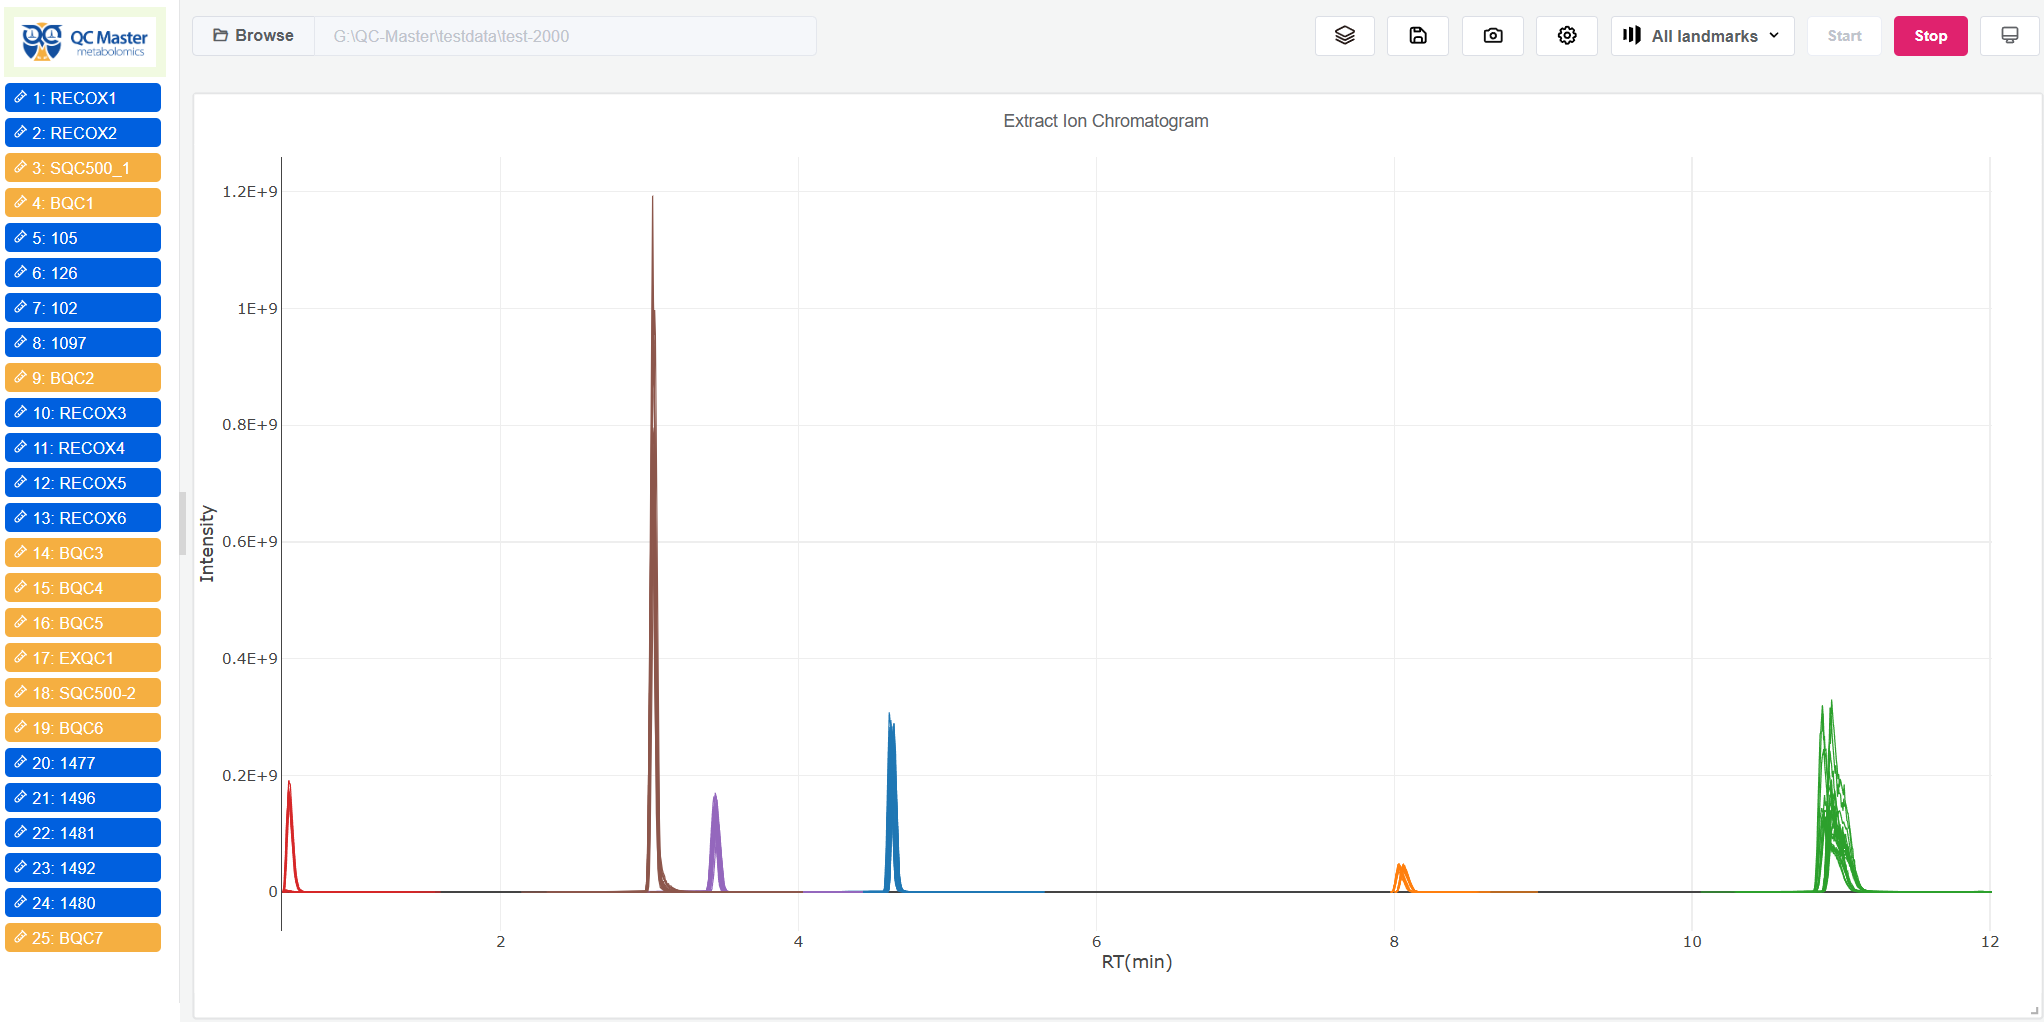 QC Master
metabolomics
Browse
G:\QC-Master\testdata\test-2000
All landmarks
Start
Stop
1: RECOX1
2: RECOX2
3: SQC500_1
4: BQC1
5: 105
6: 126
7: 102
8: 1097
9: BQC2
10: RECOX3
11: RECOX4
12: RECOX5
13: RECOX6
14: BQC3
15: BQC4
16: BQC5
17: EXQC1
18: SQC500-2
19: BQC6
20: 1477
21: 1496
22: 1481
23: 1492
24: 1480
25: BQC7
Extract Ion Chromatogram
1.2E+9
1E+9
0.8E+9
0.6E+9
0.4E+9
0.2E+9
0
Intensity
2 4 6 8 10 12
RT(min)